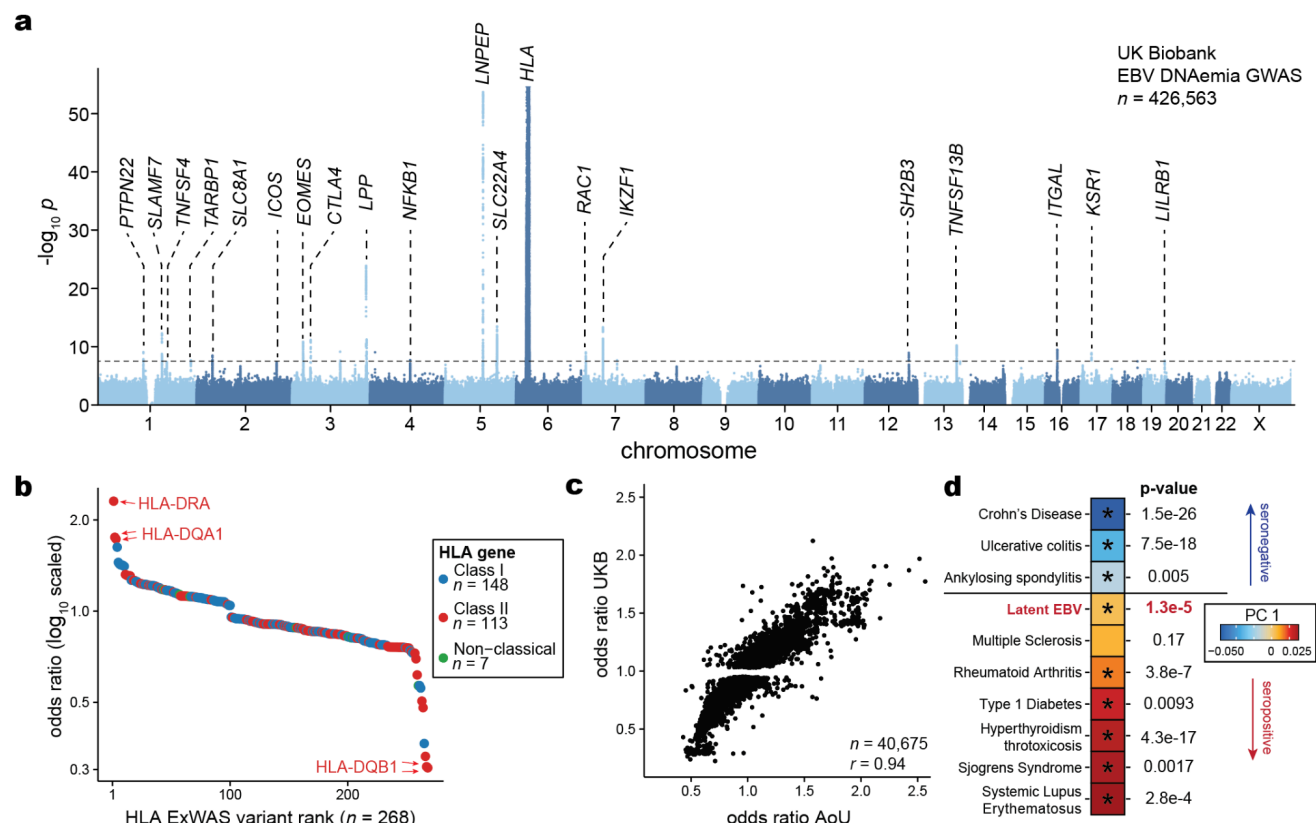 a
UK Biobank
EBV DNAemia GWAS
n = 426,563
-log10 p
50
40
30
20
10
0
PTPN22
SLAMF7
TNFSF4
TARBP1
SLC8A1
ICOS
EOMES
CTLA4
LPP
NFKB1
LNPEP
SLC22A4
HLA
RAC1
IKZF1
SH2B3
TNFSF13B
ITGAL
KSR1
LILRB1
1 2 3 4 5 6 7 8 9 10 11 12 13 14 15 16 17 18 19 20 21 22 X
chromosome
b
odds ratio (log10 scaled)
2.0
1.0
0.5
0.3
HLA-DRA
HLA-DQA1
HLA-DQB1
HLA gene
Class I
n = 148
Class II
n = 113
Non−classical
n = 7
1 100 200
HLA ExWAS variant rank (n = 268)
c
odds ratio UKB
2.5
2.0
1.5
1.0
0.5
n = 40,675
r = 0.94
0.5 1.0 1.5 2.0 2.5
odds ratio AoU
d
p-value
Crohn's Disease * 1.5e-26
Ulcerative colitis * 7.5e-18
Ankylosing spondylitis * 0.005
Latent EBV * 1.3e-5
Multiple Sclerosis 0.17
Rheumatoid Arthritis * 3.8e-7
Type 1 Diabetes * 0.0093
Hyperthyroidism
throtoxicosis * 4.3e-17
Sjogrens Syndrome * 0.0017
Systemic Lupus
Erythematosus * 2.8e-4
seronegative
PC 1
−0.050 0 0.025
seropositive